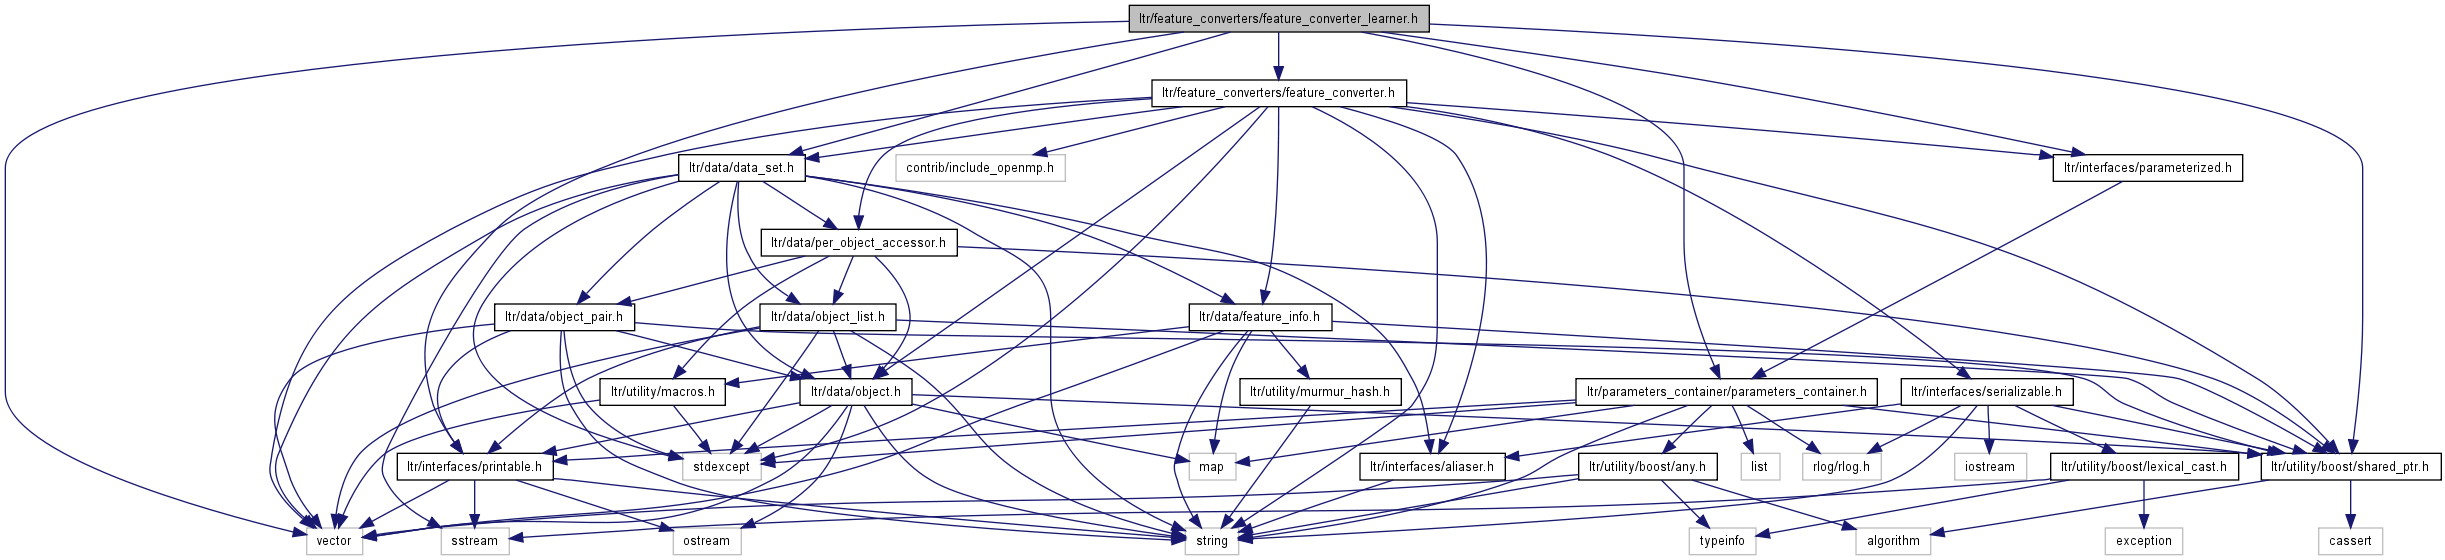 ltr/feature_converters/feature_converter_learner.h
ltr/feature_converters/feature_converter.h
ltr/data/data_set.h
contrib/include_openmp.h
ltr/interfaces/parameterized.h
ltr/data/per_object_accessor.h
ltr/data/object_pair.h
ltr/data/object_list.h
ltr/data/feature_info.h
ltr/utility/macros.h
ltr/data/object.h
ltr/utility/murmur_hash.h
ltr/parameters_container/parameters_container.h
ltr/interfaces/serializable.h
ltr/interfaces/printable.h
stdexcept
map
ltr/interfaces/aliaser.h
ltr/utility/boost/any.h
list
rlog/rlog.h
iostream
ltr/utility/boost/lexical_cast.h
ltr/utility/boost/shared_ptr.h
vector
sstream
ostream
string
typeinfo
algorithm
exception
cassert